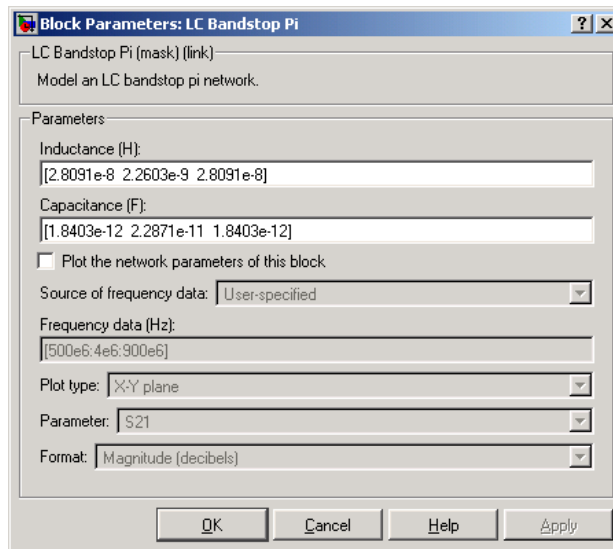 Block Parameters: LC Bandstop Pi
LC Bandstop Pi (mask) (link)
Model an LC bandstop pi network.
Parameters
Inductance (H):
[2.8091e-8  2.2603e-9  2.8091e-8]
Capacitance (F):
[1.8403e-12  2.2871e-11  1.8403e-12]
Plot the network parameters of this block
Source of frequency data: User-specified
Frequency data (Hz):
[500e6:4e6:900e6]
Plot type: X-Y plane
Parameter: S21
Format: Magnitude (decibels)
OK Cancel Help Apply